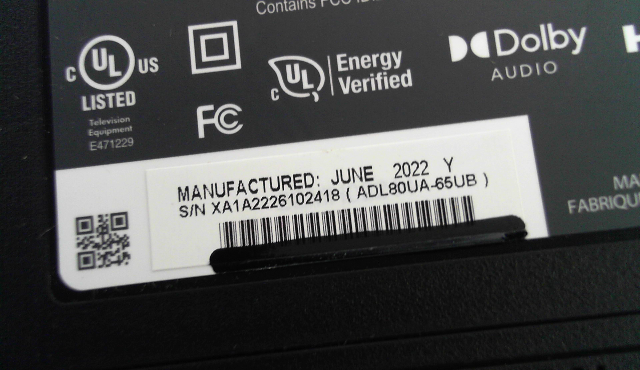 Contains FCC ID
c UL US
LISTED
Television
Equipment
E471229
FC
c UL Energy
Verified
Dolby
AUDIO
MANUFACTURED: JUNE 2022 Y
S/N XA1A2226102418 ( ADL80UA-65UB )
MA
FABRIQU